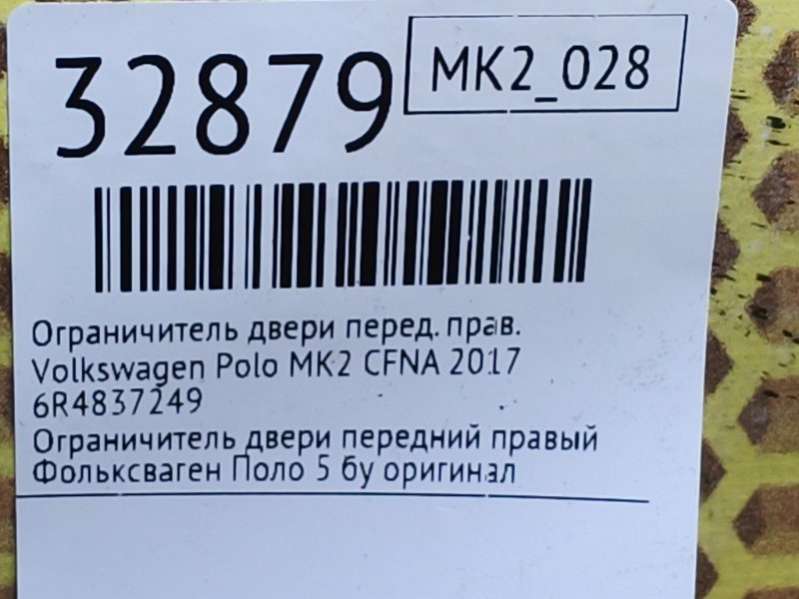 32879
MK2_028
Ограничитель двери перед. прав.
Volkswagen Polo MK2 CFNA 2017
6R4837249
Ограничитель двери передний правый
Фольксваген Поло 5 бу оригинал